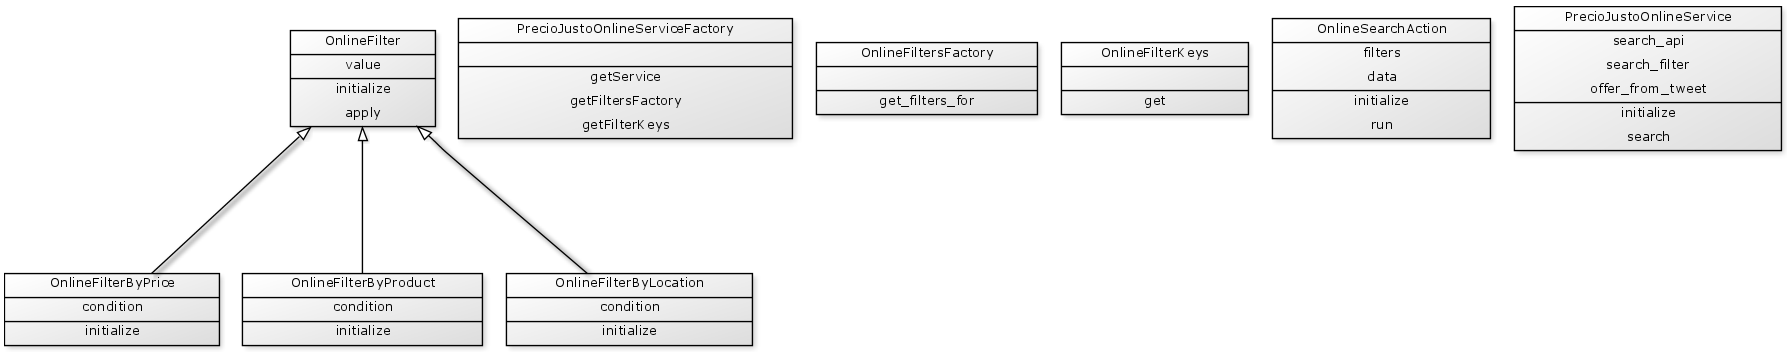 OnlineFilter
value
initialize
apply
PrecioJustoOnlineServiceFactory
getService
getFiltersFactory
getFilterKeys
OnlineFiltersFactory
get_filters_for
OnlineFilterKeys
get
OnlineSearchAction
filters
data
initialize
run
PrecioJustoOnlineService
search_api
search_filter
offer_from_tweet
initialize
search
OnlineFilterByPrice
condition
initialize
OnlineFilterByProduct
condition
initialize
OnlineFilterByLocation
condition
initialize